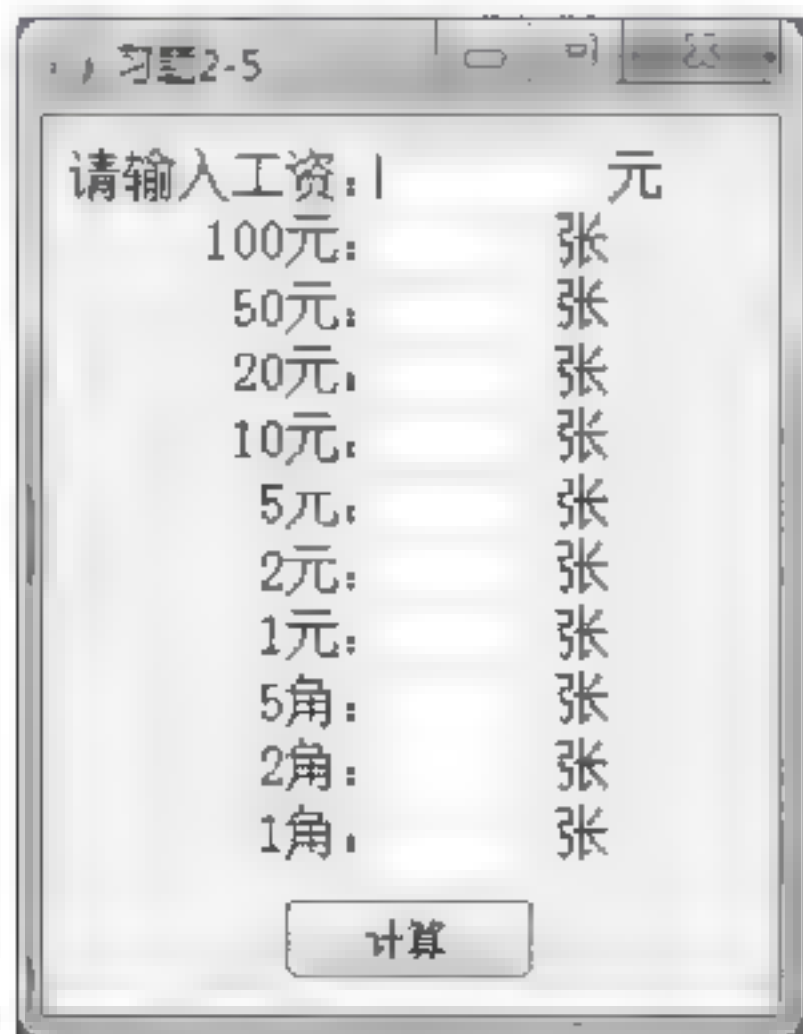 习题2-5
请输入工资: 元
100元: 张
50元: 张
20元: 张
10元: 张
5元: 张
2元: 张
1元: 张
5角: 张
2角: 张
1角: 张
计算